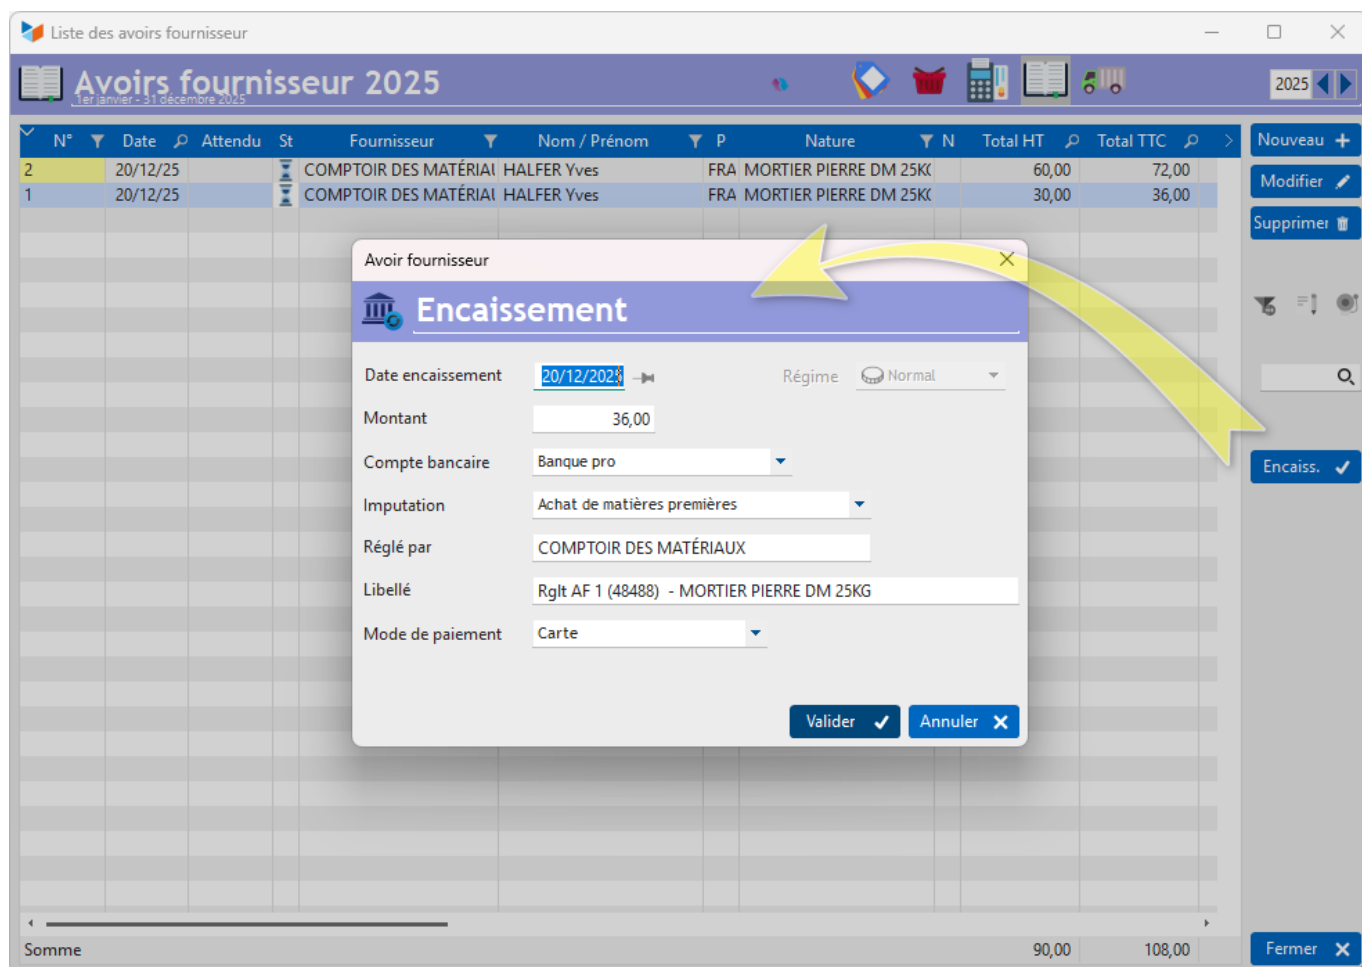 Liste des avoirs fournisseur
Avoirs fournisseur 2025
1er janvier - 31 décembre 2025
2025
N° Date Attendu St Fournisseur Nom / Prénom P Nature N Total HT Total TTC
Nouveau
2 20/12/25 COMPTOIR DES MATÉRIAU HALFER Yves FRA MORTIER PIERRE DM 25K( 60,00 72,00
Modifier
1 20/12/25 COMPTOIR DES MATÉRIAU HALFER Yves FRA MORTIER PIERRE DM 25K( 30,00 36,00
Supprimer
Avoir fournisseur
Encaissement
Date encaissement 20/12/2025 Régime Normal
Montant 36,00
Compte bancaire Banque pro
Encaiss.
Imputation Achat de matières premières
Réglé par COMPTOIR DES MATÉRIAUX
Libellé Rglt AF 1 (48488) - MORTIER PIERRE DM 25KG
Mode de paiement Carte
Valider Annuler
Somme 90,00 108,00
Fermer